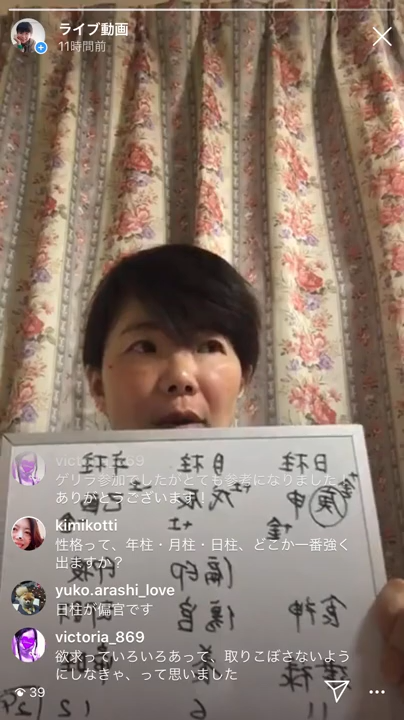 ライブ動画
11時間前
年柱 月柱 日柱
victoria_869
ゲリラ参加でしたがとても参考になりました！
ありがとうございます！
kimikotti
性格って、年柱・月柱・日柱、どこか一番強く
出ますか？
偏印
yuko.arashi_love
日柱が偏官です
食神
victoria_869
欲求っていろいろあって、取りこぼさないよう
にしなきゃ、って思いました
39
12 6 11